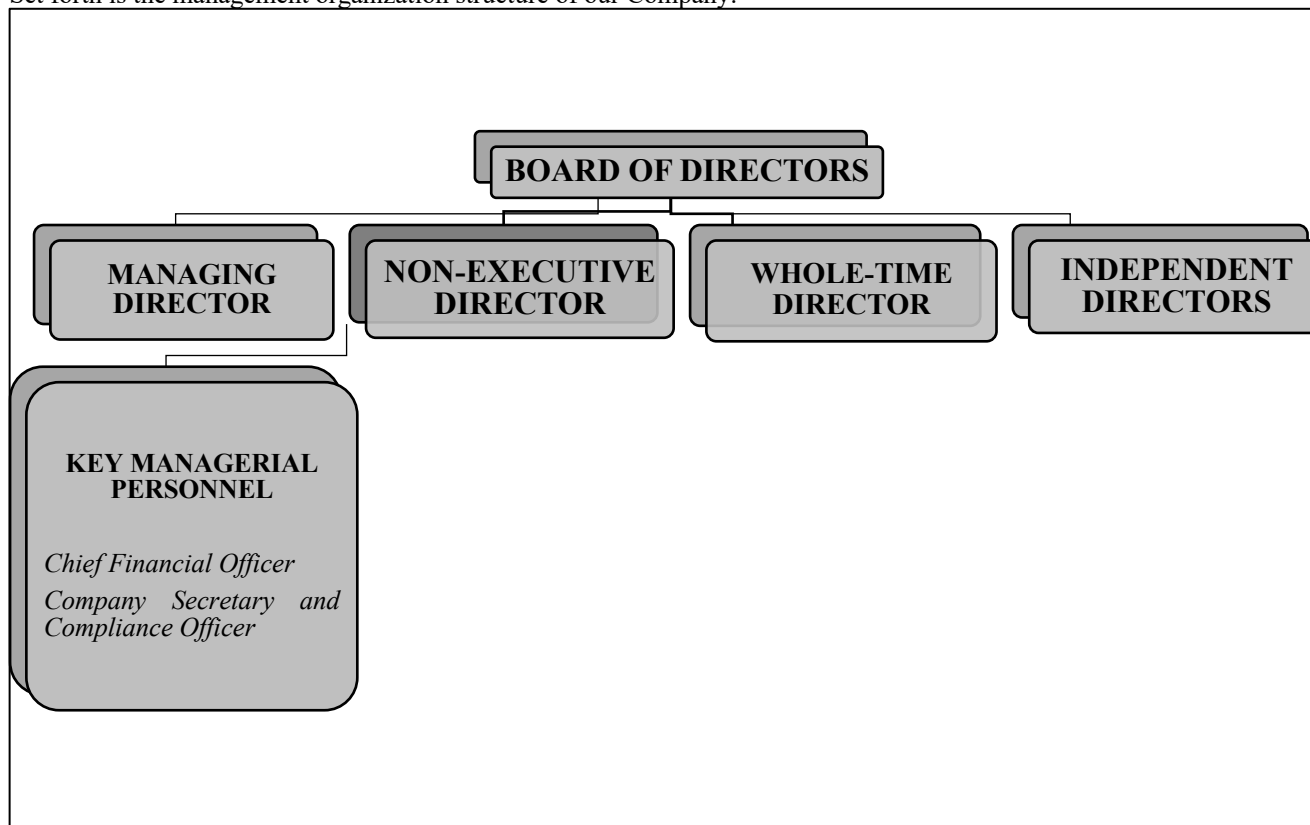 Set forth is the management organization structure of our Company:
BOARD OF DIRECTORS
MANAGING
DIRECTOR
NON-EXECUTIVE
DIRECTOR
WHOLE-TIME
DIRECTOR
INDEPENDENT
DIRECTORS
KEY MANAGERIAL
PERSONNEL
Chief Financial Officer
Company Secretary and
Compliance Officer